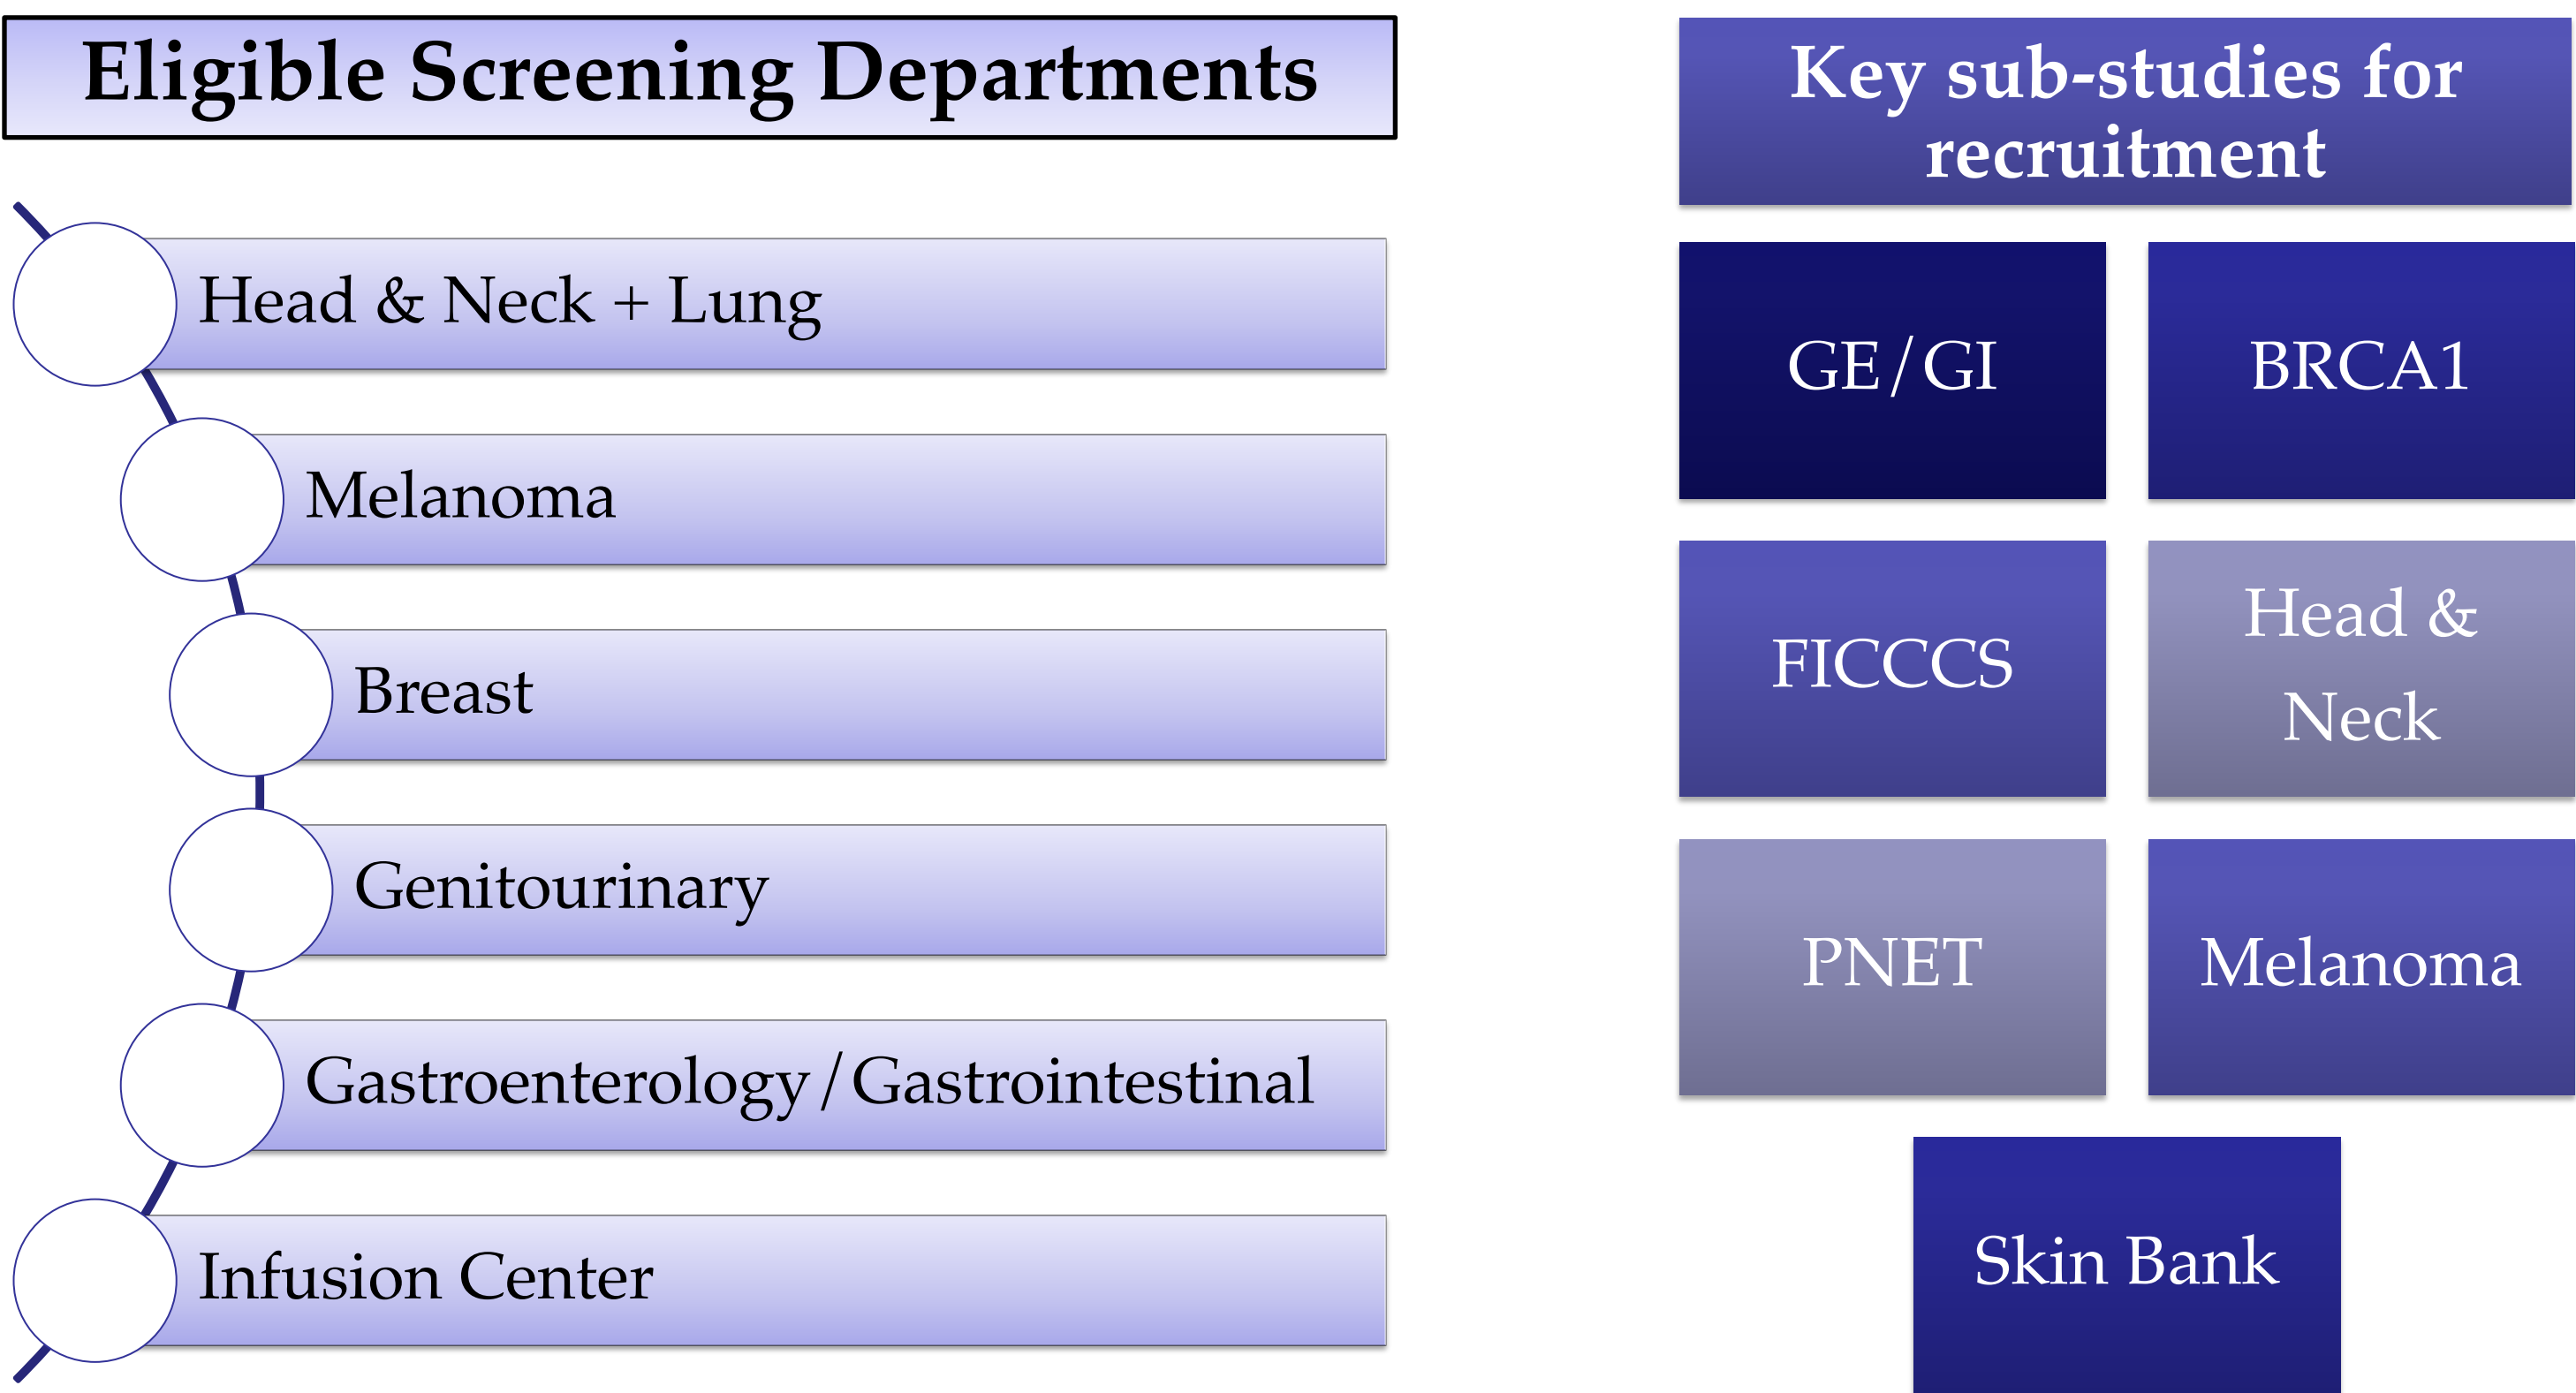 Eligible Screening Departments
Head & Neck + Lung
Melanoma
Breast
Genitourinary
Gastroenterology/Gastrointestinal
Infusion Center
Key sub-studies for
recruitment
GE/GI
BRCA1
FICCCS
Head &
Neck
PNET
Melanoma
Skin Bank